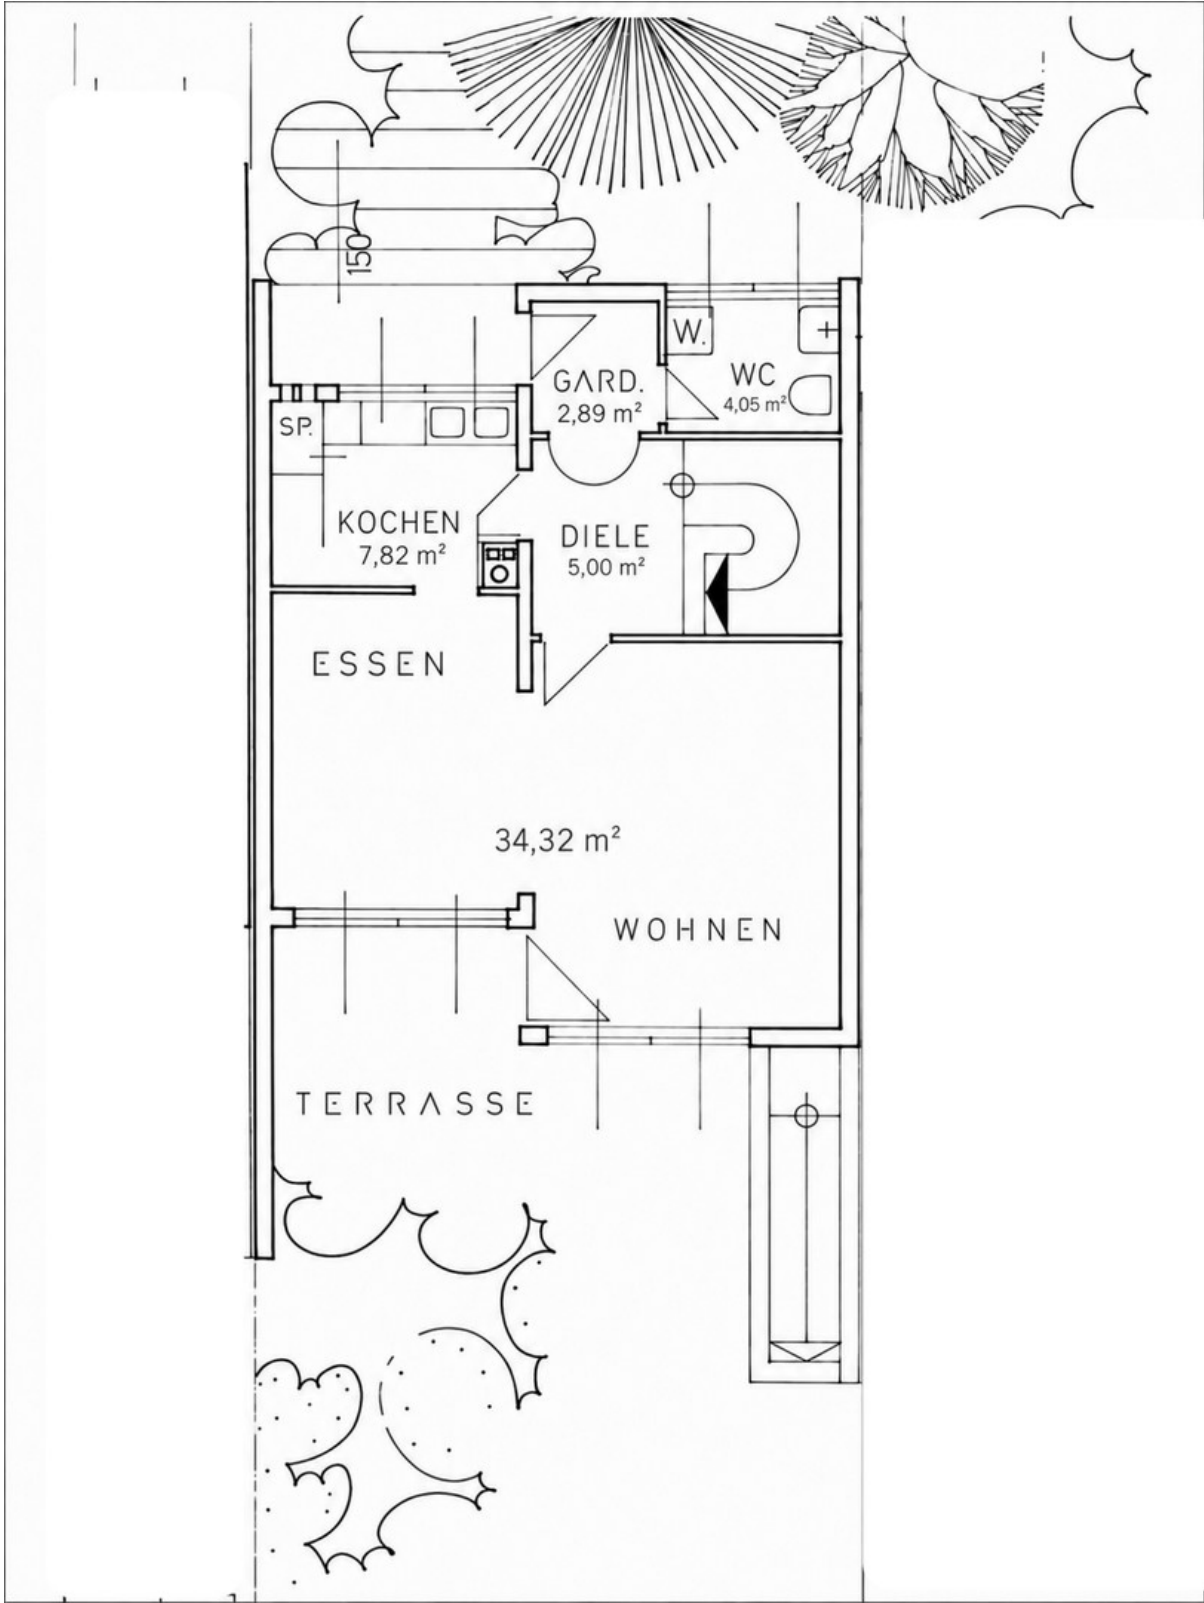 150
W.
GARD.
2,89 m²
WC
4,05 m²
SP.
KOCHEN
7,82 m²
DIELE
5,00 m²
ESSEN
34,32 m²
WOHNEN
TERRASSE